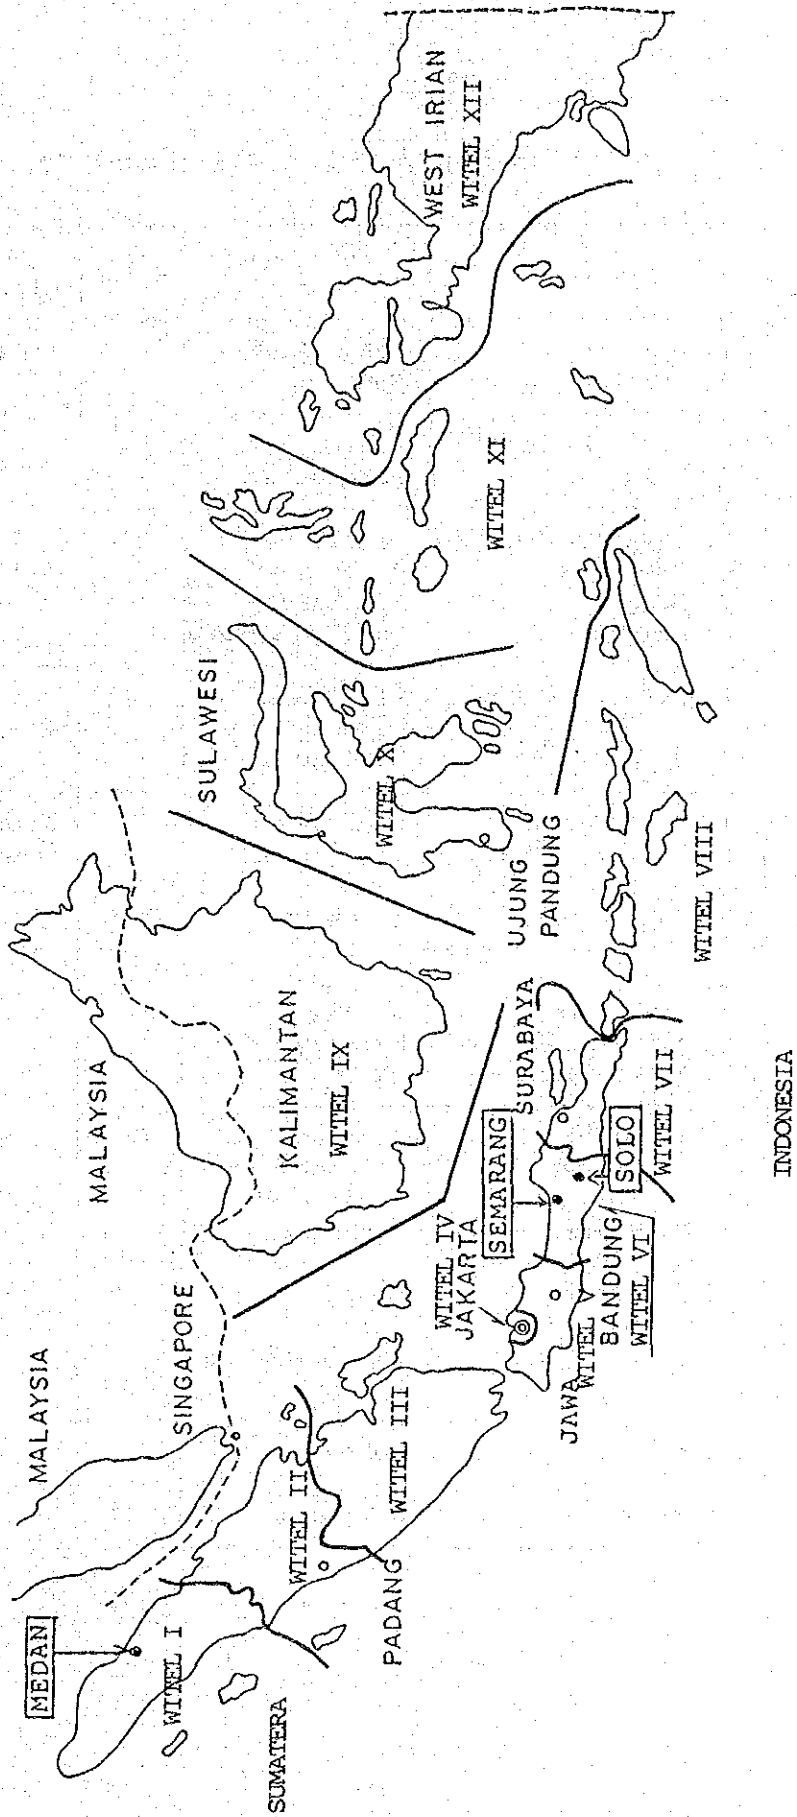 MEDAN
WITEL I
SUMATERA
MALAYSIA
SINGAPORE
WITEL II
PADANG
WITEL III
MALAYSIA
KALIMANTAN
WITEL IX
WITEL IV
JAKARTA
SEMARANG
SURABAYA
JAWA
WITEL V
BANDUNG
WITEL VI
SOLO
WITEL VII
SULAWESI
WITEL X
UJUNG
PANDUNG
WITEL VIII
WITEL XI
WEST IRIAN
WITEL XII
INDONESIA